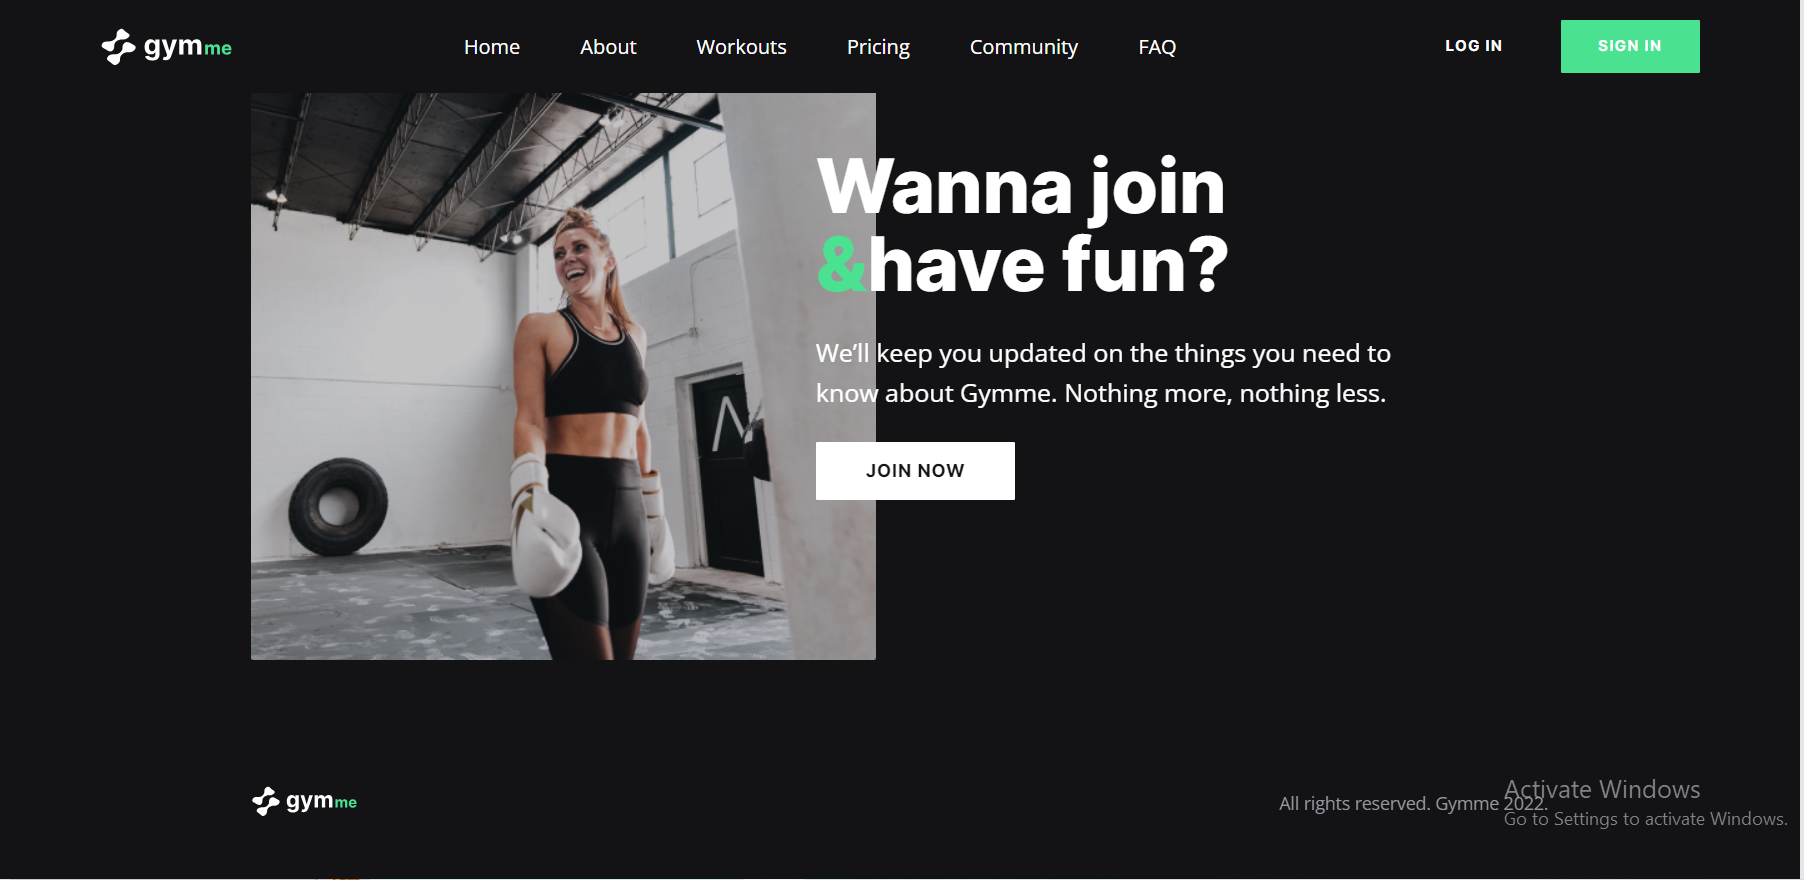 gymme
Home About Workouts Pricing Community FAQ
LOG IN
SIGN IN
Wanna join
&have fun?
We’ll keep you updated on the things you need to
know about Gymme. Nothing more, nothing less.
JOIN NOW
gymme
All rights reserved. Gymme 2022.
Activate Windows
Go to Settings to activate Windows.